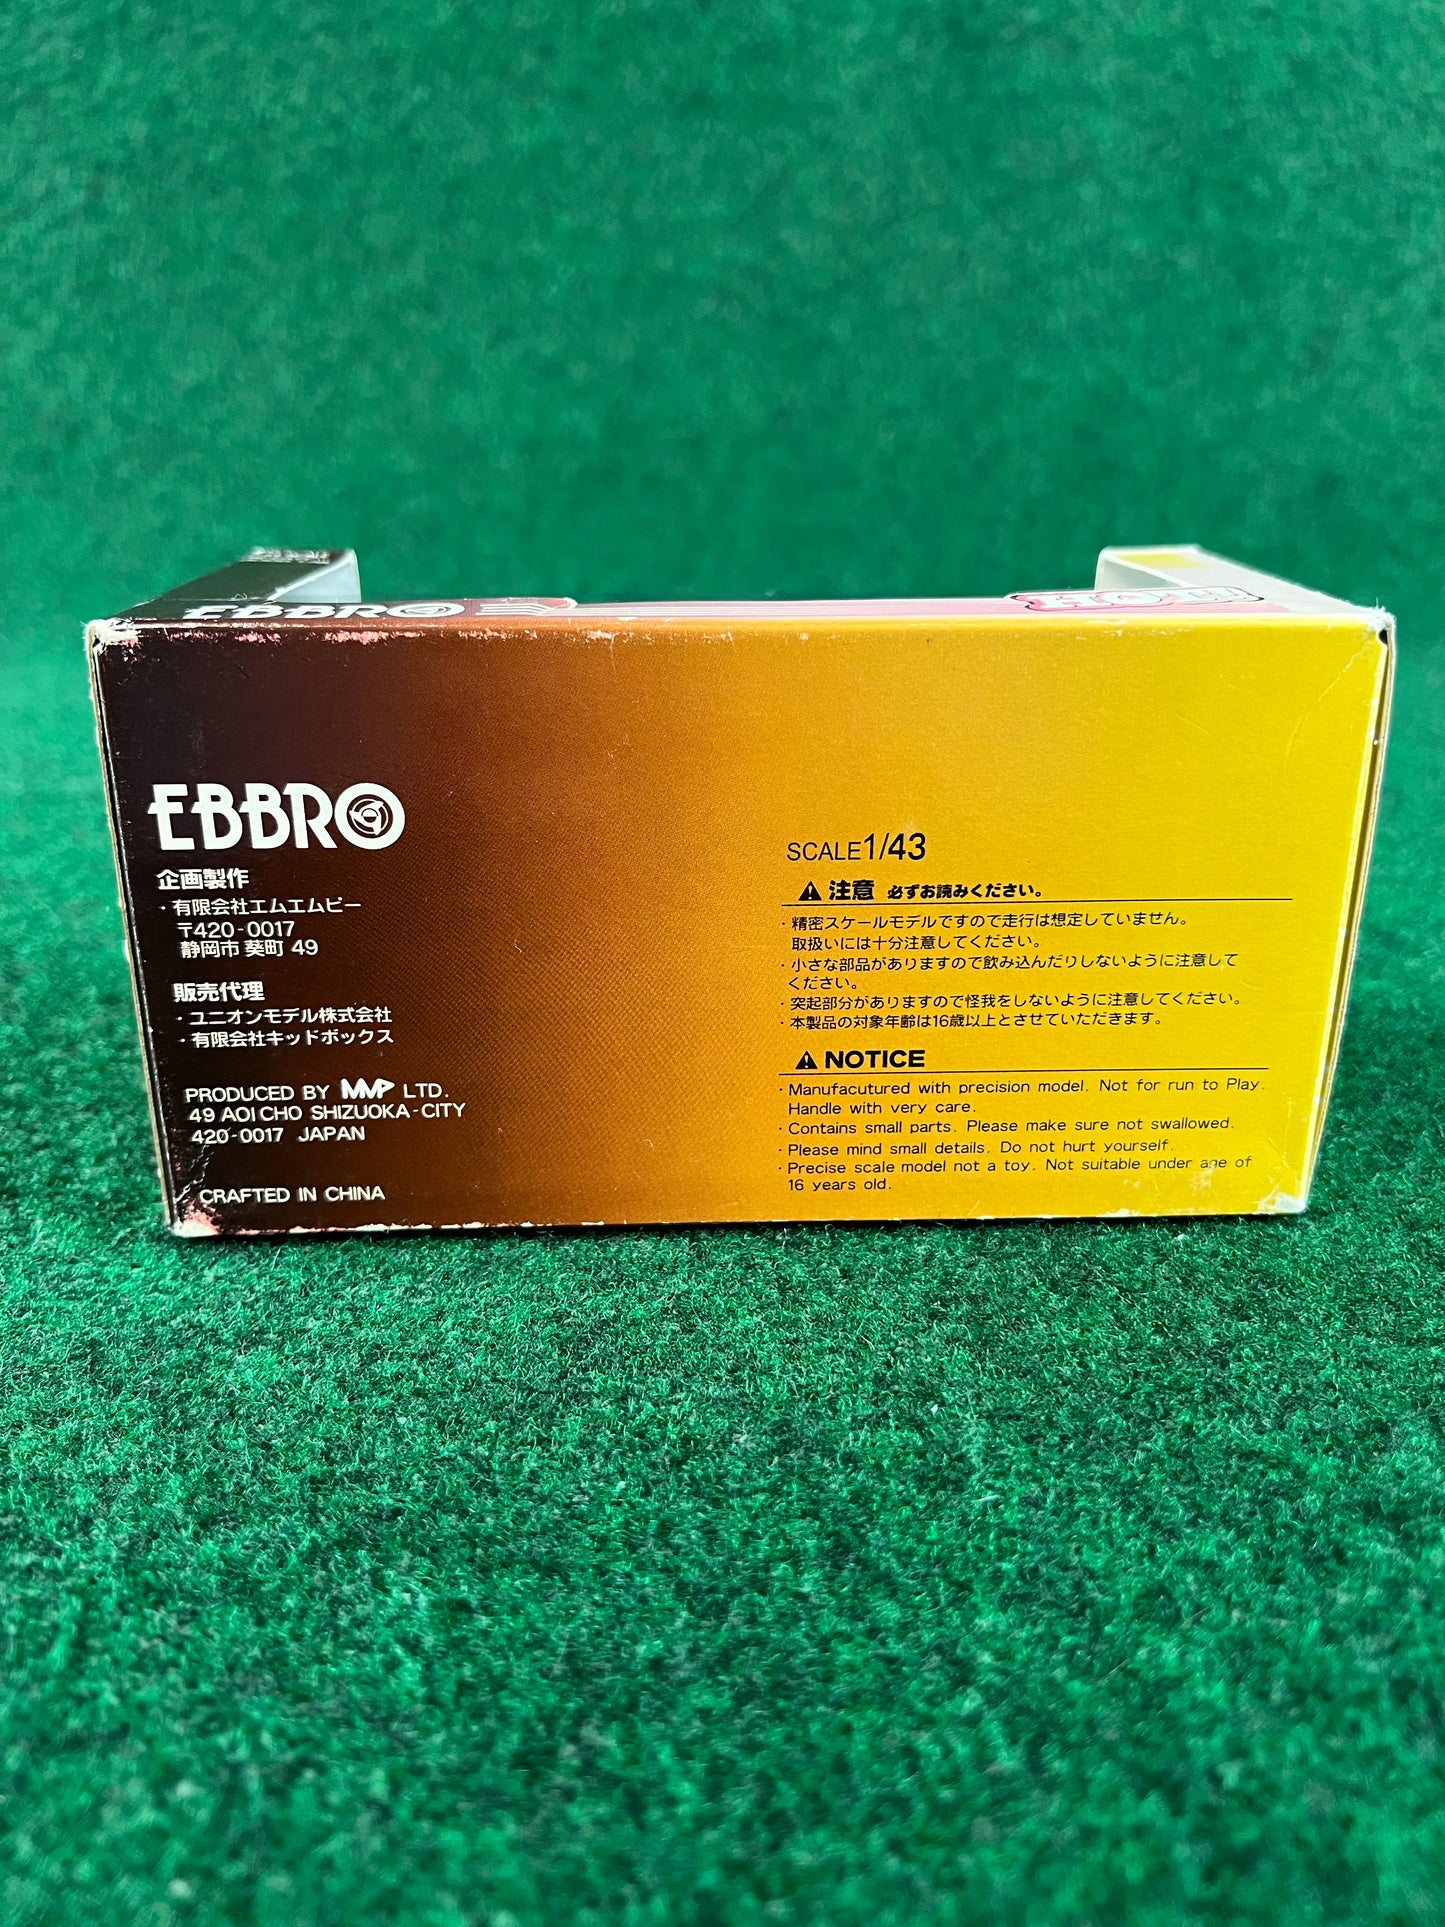 EBBRO
EBBRO
企画製作
・有限会社エムエムピー
〒420-0017
静岡市 葵町 49
販売代理
・ユニオンモデル株式会社
・有限会社キッドボックス
PRODUCED BY MMP LTD.
49 AOI CHO SHIZUOKA-CITY
420-0017 JAPAN
CRAFTED IN CHINA
SCALE1/43
注意 必ずお読みください。
・精密スケールモデルですので走行は想定していません。
取扱いには十分注意してください。
・小さな部品がありますので飲み込んだりしないように注意して
ください。
・突起部分がありますので怪我をしないように注意してください。
・本製品の対象年齢は16歳以上とさせていただきます。
NOTICE
・Manufacutured with precision model. Not for run to Play.
Handle with very care.
・Contains small parts. Please make sure not swallowed.
・Please mind small details. Do not hurt yourself.
・Precise scale model not a toy. Not suitable under age of
16 years old.